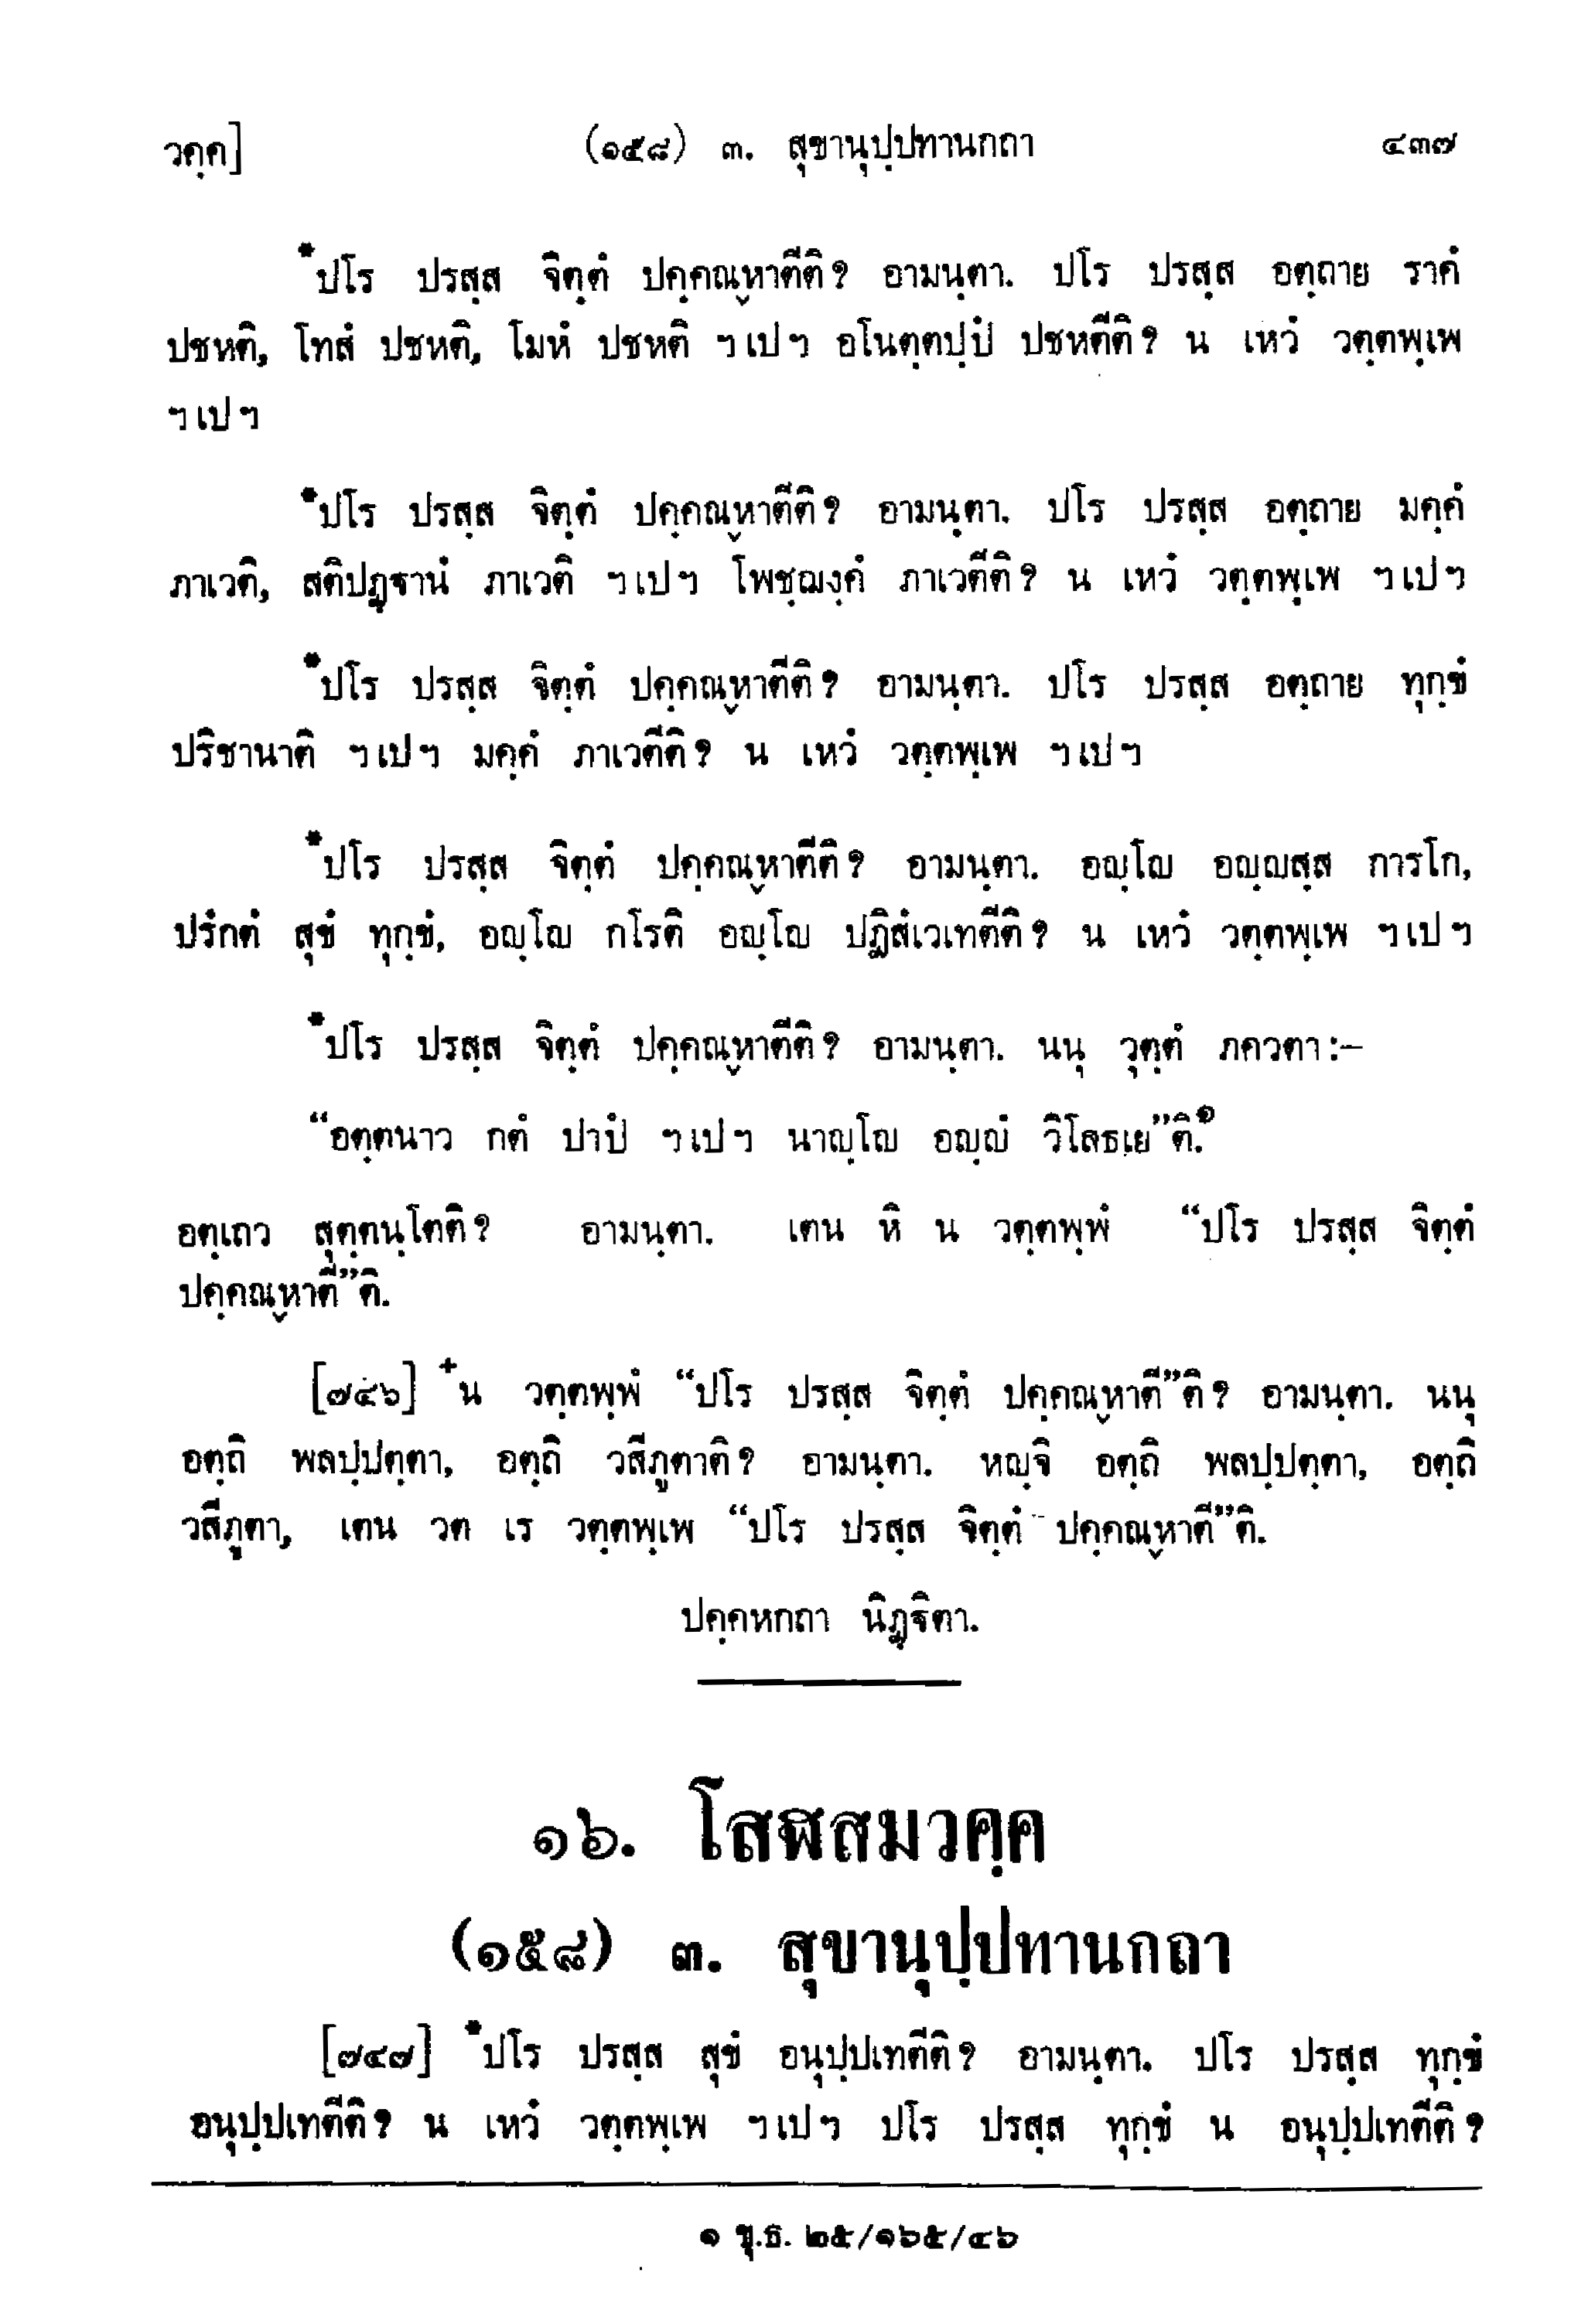 วคฺค] (๑๕๘) ๓. สุขานุปฺปทานกถา ๔๓๗
*ปโร ปรสฺส จิตฺตํ ปคฺคณฺหาตีติ? อามนฺตา. ปโร ปรสฺส อตฺถาย ราคํ
ปชหติ, โทสํ ปชหติ, โมหํ ปชหติ ฯเปฯ อโนตฺตปฺปํ ปชหตีติ? น เหวํ วตฺตพฺเพ
ฯเปฯ
*ปโร ปรสฺส จิตฺตํ ปคฺคณฺหาตีติ? อามนฺตา. ปโร ปรสฺส อตฺถาย มคฺคํ
ภาเวติ, สติปฏฺฐานํ ภาเวติ ฯเปฯ โพชฺฌงฺคํ ภาเวตีติ? น เหวํ วตฺตพฺเพ ฯเปฯ
*ปโร ปรสฺส จิตฺตํ ปคฺคณฺหาตีติ? อามนฺตา. ปโร ปรสฺส อตฺถาย ทุกฺขํ
ปริชานาติ ฯเปฯ มคฺคํ ภาเวตีติ? น เหวํ วตฺตพฺเพ ฯเปฯ
*ปโร ปรสฺส จิตฺตํ ปคฺคณฺหาตีติ? อามนฺตา. อญฺโญ อญฺญสฺส การโก,
ปรํกตํ สุขํ ทุกฺขํ, อญฺโญ กโรติ อญฺโญ ปฏิสํเวเทตีติ? น เหวํ วตฺตพฺเพ ฯเปฯ
*ปโร ปรสฺส จิตฺตํ ปคฺคณฺหาตีติ? อามนฺตา. นนุ วุตฺตํ ภควตา:–
“อตฺตนาว กตํ ปาปํ ฯเปฯ นาญฺโญ อญฺญํ วิโสธเย”ติ.๑
อตฺเถว สุตฺตนฺโตติ? อามนฺตา. เตน หิ น วตฺตพฺพํ “ปโร ปรสฺส จิตฺตํ
ปคฺคณฺหาตี”ติ.
[๗๔๖] +น วตฺตพฺพํ “ปโร ปรสฺส จิตฺตํ ปคฺคณฺหาตี”ติ? อามนฺตา. นนุ
อตฺถิ พลปฺปตฺตา, อตฺถิ วสีภูตาติ? อามนฺตา. หญฺจิ อตฺถิ พลปฺปตฺตา, อตฺถิ
วสีภูตา, เตน วต เร วตฺตพฺเพ “ปโร ปรสฺส จิตฺตํ ปคฺคณฺหาตี”ติ.
ปคฺคหกถา นิฏฺฐิตา.
๑๖. โสฬสมวคฺค
(๑๕๘) ๓. สุขานุปฺปทานกถา
[๗๔๗] *ปโร ปรสฺส สุขํ อนุปฺปเทตีติ? อามนฺตา. ปโร ปรสฺส ทุกฺขํ
อนุปฺปเทตีติ? น เหวํ วตฺตพฺเพ ฯเปฯ ปโร ปรสฺส ทุกฺขํ น อนุปฺปเทตีติ?
๑ ขุ.ธ. ๒๕/๑๖๕/๔๖